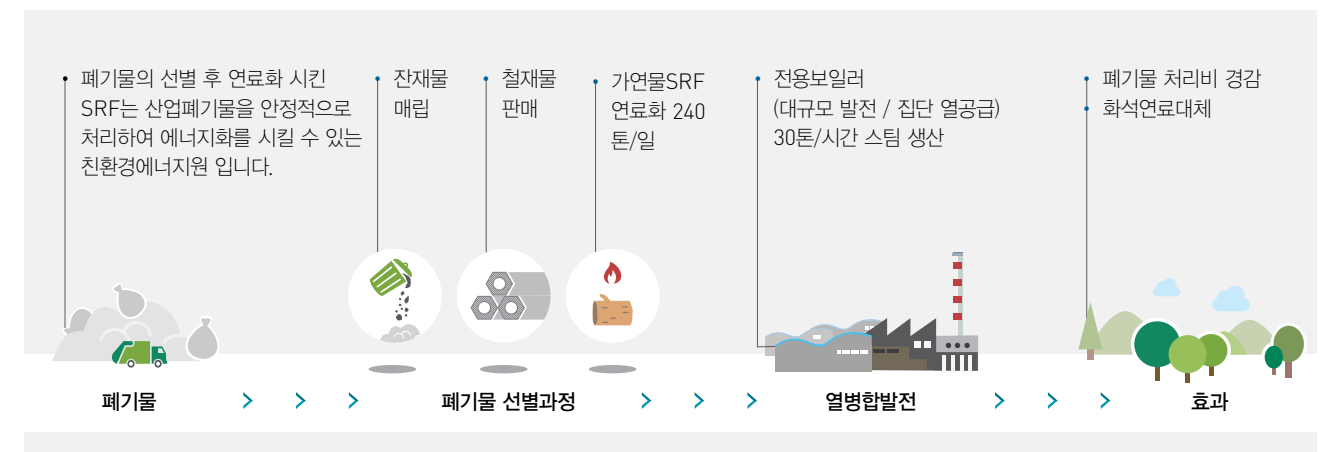 폐기물의 선별 후 연료화 시킨
SRF는 산업폐기물을 안정적으로
처리하여 에너지화를 시킬 수 있는
친환경에너지원 입니다.
잔재물
매립
철재물
판매
가연물SRF
연료화 240
톤/일
전용보일러
(대규모 발전 / 집단 열공급)
30톤/시간 스팀 생산
폐기물 처리비 경감
화석연료대체
폐기물
폐기물 선별과정
열병합발전
효과